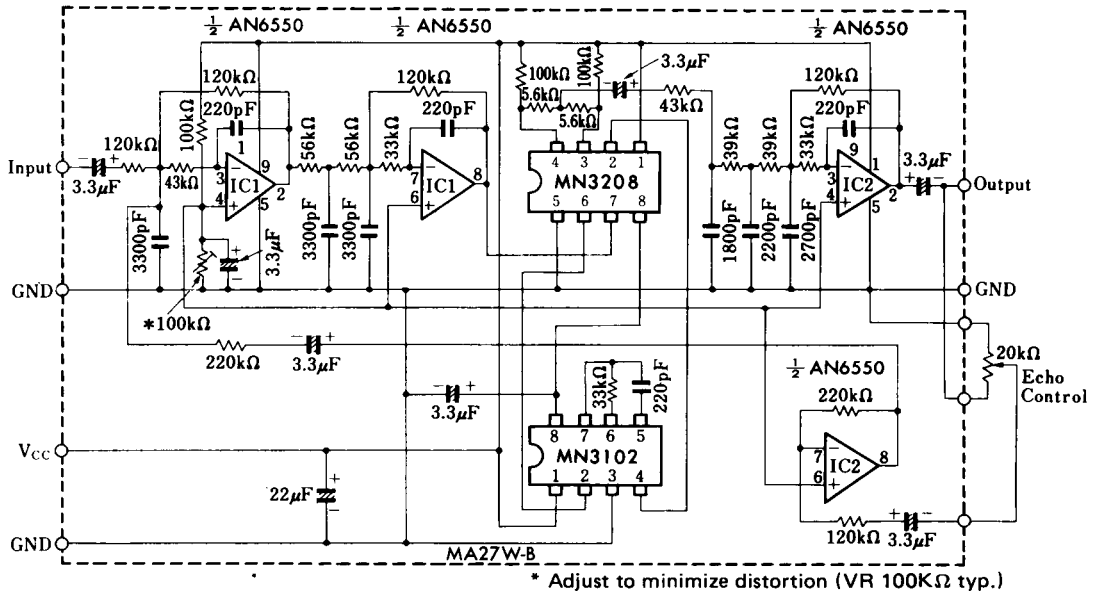 ½ AN6550
½ AN6550
½ AN6550
120kΩ
220pF
100kΩ
120kΩ
43kΩ
Input
3.3μF
3300pF
1
3
4
9
2
5
IC1
3.3μF
*100kΩ
56kΩ
56kΩ
33kΩ
3300pF
3300pF
120kΩ
220pF
7
6
8
IC1
100kΩ
100kΩ
5.6kΩ
5.6kΩ
3.3μF
43kΩ
4 3 2 1
MN3208
5 6 7 8
39kΩ
39kΩ
33kΩ
1800pF
2200pF
2700pF
120kΩ
220pF
9
3
4
1
2
5
IC2
3.3μF
Output
GND
GND
220kΩ
3.3μF
3.3μF
33kΩ
220pF
8 7 6 5
MN3102
1 2 3 4
½ AN6550
220kΩ
7
6
8
IC2
120kΩ
3.3μF
20kΩ
Echo
Control
VCC
22μF
GND
MA27W-B
* Adjust to minimize distortion (VR 100KΩ typ.)